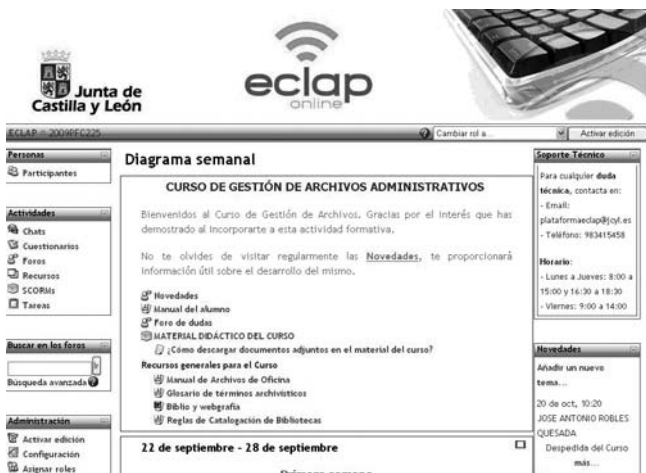 Junta de
Castilla y León
eclap
online
ECLAP » 2009PFC225
Cambiar rol a...
Activar edición
Personas
Participantes
Actividades
Chats
Cuestionarios
Foros
Recursos
SCORMs
Tareas
Buscar en los foros
Búsqueda avanzada
Administración
Activar edición
Configuración
Asignar roles
Diagrama semanal
CURSO DE GESTIÓN DE ARCHIVOS ADMINISTRATIVOS
Bienvenidos al Curso de Gestión de Archivos. Gracias por el interés que has
demostrado al incorporarte a esta actividad formativa.
No te olvides de visitar regularmente las Novedades, te proporcionará
información útil sobre el desarrollo del mismo.
Novedades
Manual del alumno
Foro de dudas
MATERIAL DIDÁCTICO DEL CURSO
¿Cómo descargar documentos adjuntos en el material del curso?
Recursos generales para el Curso
Manual de Archivos de Oficina
Glosario de términos archivísticos
Biblio y webgrafía
Reglas de Catalogación de Bibliotecas
22 de septiembre - 28 de septiembre
Primera semana
Soporte Técnico
Para cualquier duda
técnica, contacta en:
- Email:
plataformaeclap@jcyl.es
- Teléfono: 983415458
Horario:
- Lunes a Jueves: 8:00 a
15:00 y 16:30 a 18:30
- Viernes: 9:00 a 14:00
Novedades
Añadir un nuevo
tema...
20 de oct, 10:20
JOSE ANTONIO ROBLES
QUESADA
Despedida del Curso
más...